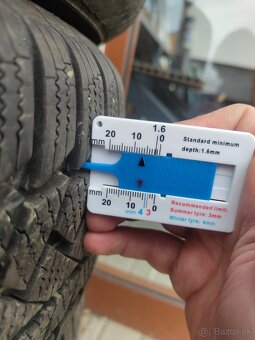 1.6
mm 20 10 0
Standard minimum
depth: 1.6mm
mm 20 10 0
min 4 3
Recommended limit:
Summer tyre: 3mm
Winter tyre: 4mm
© Bazos.sk